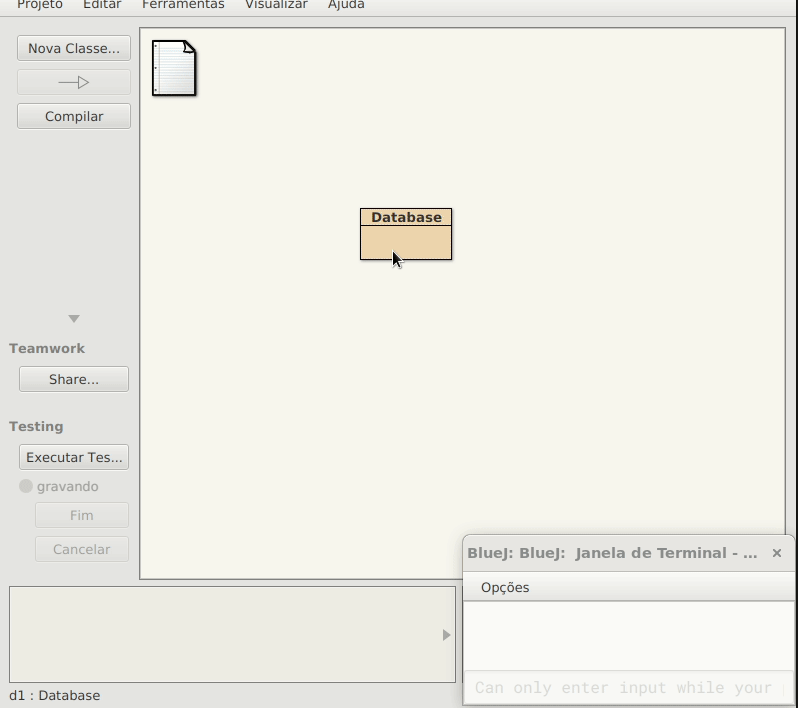 Projeto Editar Ferramentas Visualizar Ajuda
Nova Classe...
Compilar
Database
Teamwork
Share...
Testing
Executar Tes...
gravando
Fim
Cancelar
BlueJ: BlueJ: Janela de Terminal - ...
Opções
Can only enter input while your
d1 : Database